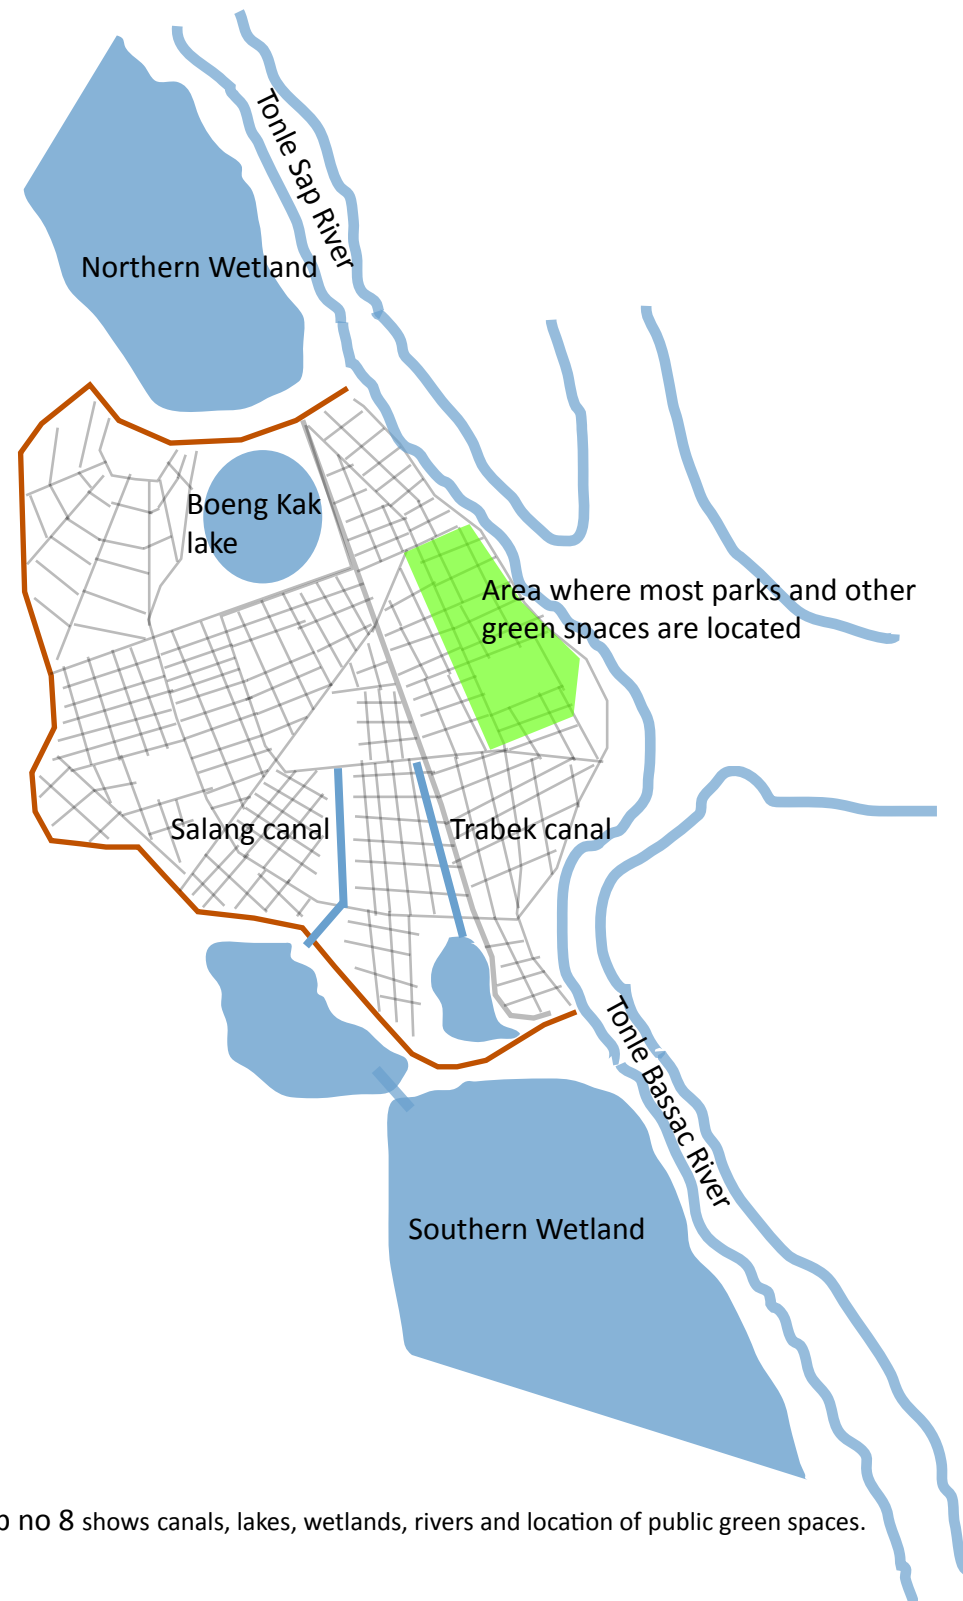 Tonle Sap River
Northern Wetland
Boeng Kak
lake
Area where most parks and other
green spaces are located
Salang canal
Trabek canal
Tonle Bassac River
Southern Wetland
no 8 shows canals, lakes, wetlands, rivers and location of public green spaces.